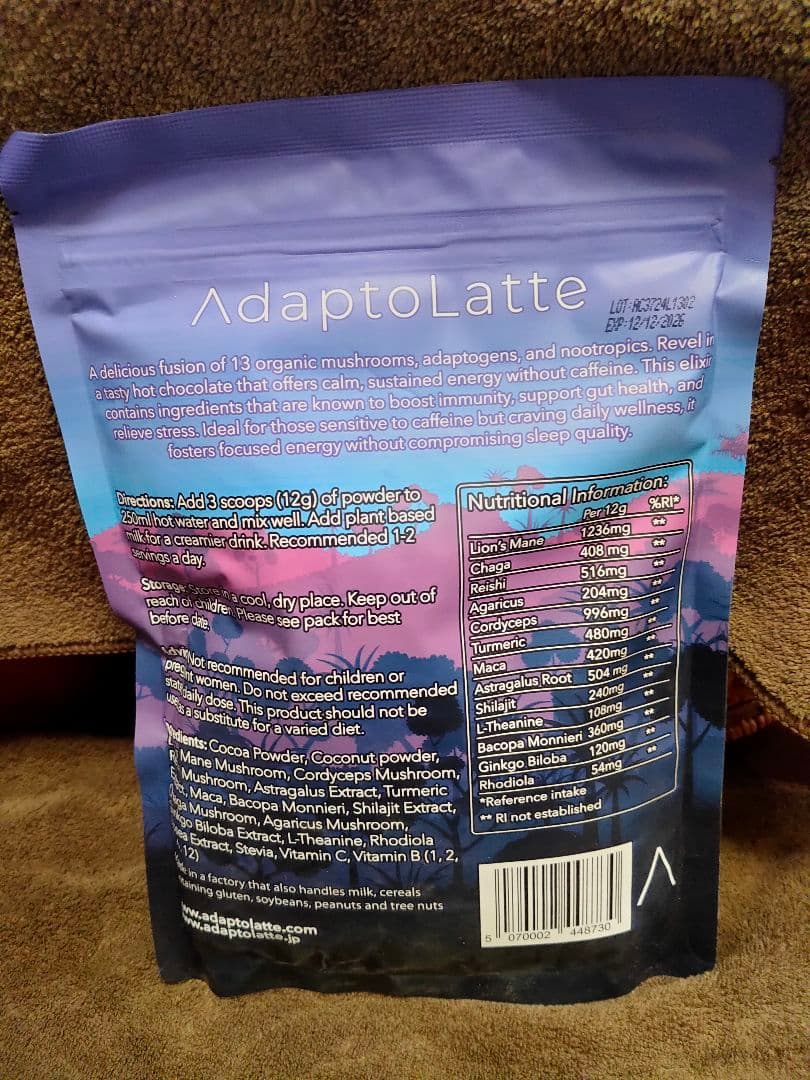 AdaptoLatte
LOT:AC3724L1302
EXP:12/12/2026
A delicious fusion of 13 organic mushrooms, adaptogens, and nootropics. Revel in
a tasty hot chocolate that offers calm, sustained energy without caffeine. This elixir
contains ingredients that are known to boost immunity, support gut health, and
relieve stress. Ideal for those sensitive to caffeine but craving daily wellness, it
fosters focused energy without compromising sleep quality.
Directions: Add 3 scoops (12g) of powder to
250ml hot water and mix well. Add plant based
milk for a creamier drink. Recommended 1-2
servings a day.
Storage: Store in a cool, dry place. Keep out of
reach of children. Please see pack for best
before date.
Not recommended for children or
women. Do not exceed recommended
daily dose. This product should not be
as a substitute for a varied diet.
Cocoa Powder, Coconut powder,
Mane Mushroom, Cordyceps Mushroom,
Mushroom, Astragalus Extract, Turmeric
Maca, Bacopa Monnieri, Shilajit Extract,
Mushroom, Agaricus Mushroom,
Biloba Extract, L-Theanine, Rhodiola
Extract, Stevia, Vitamin C, Vitamin B (1, 2,
12)
in a factory that also handles milk, cereals
gluten, soybeans, peanuts and tree nuts
www.adaptolatte.com
www.adaptolatte.jp
Nutritional Information:
Per 12g %RI*
Lion's Mane 1236mg **
Chaga 408 mg **
Reishi 516mg **
Agaricus 204mg **
Cordyceps 996mg **
Turmeric 480mg **
Maca 420mg **
Astragalus Root 504 mg **
Shilajit 240mg **
L-Theanine 108mg **
Bacopa Monnieri 360mg **
Ginkgo Biloba 120mg **
Rhodiola 54mg **
*Reference intake
** RI not established
5 070002 448730